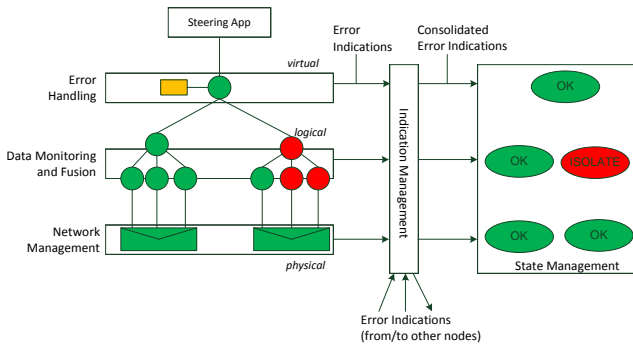 Steering App
Error
Indications
Consolidated
Error Indications
virtual
Error
Handling
OK
logical
Data Monitoring
and Fusion
Indication Management
OK
ISOLATE
Network
Management
OK
OK
physical
State Management
Error Indications
(from/to other nodes)